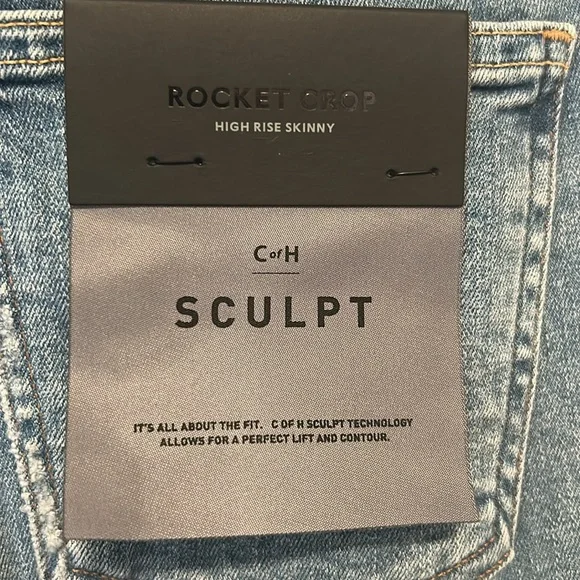 ROCKET CROP
HIGH RISE SKINNY
C of H
SCULPT
IT'S ALL ABOUT THE FIT. C OF H SCULPT TECHNOLOGY
ALLOWS FOR A PERFECT LIFT AND CONTOUR.